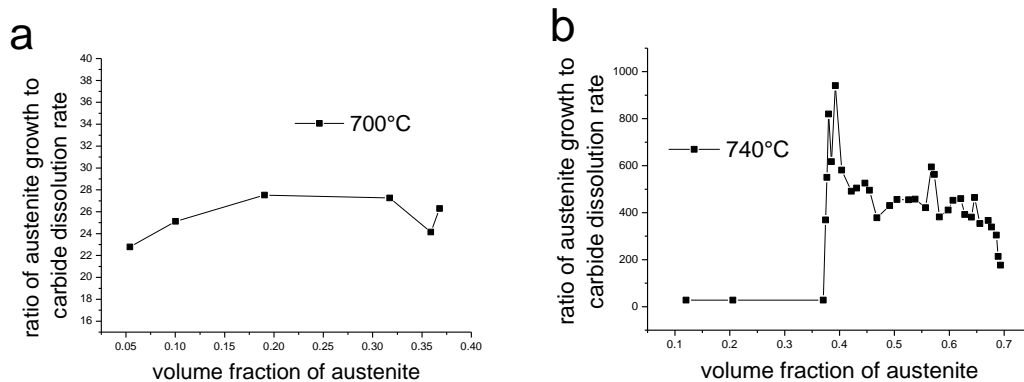 a
ratio of austenite growth to
carbide dissolution rate
40
38
36
34
32
30
28
26
24
22
20
18
16
700°C
0.05 0.10 0.15 0.20 0.25 0.30 0.35 0.40
volume fraction of austenite
b
ratio of austenite growth to
carbide dissolution rate
1000
800
600
400
200
0
740°C
0.1 0.2 0.3 0.4 0.5 0.6 0.7
volume fraction of austenite